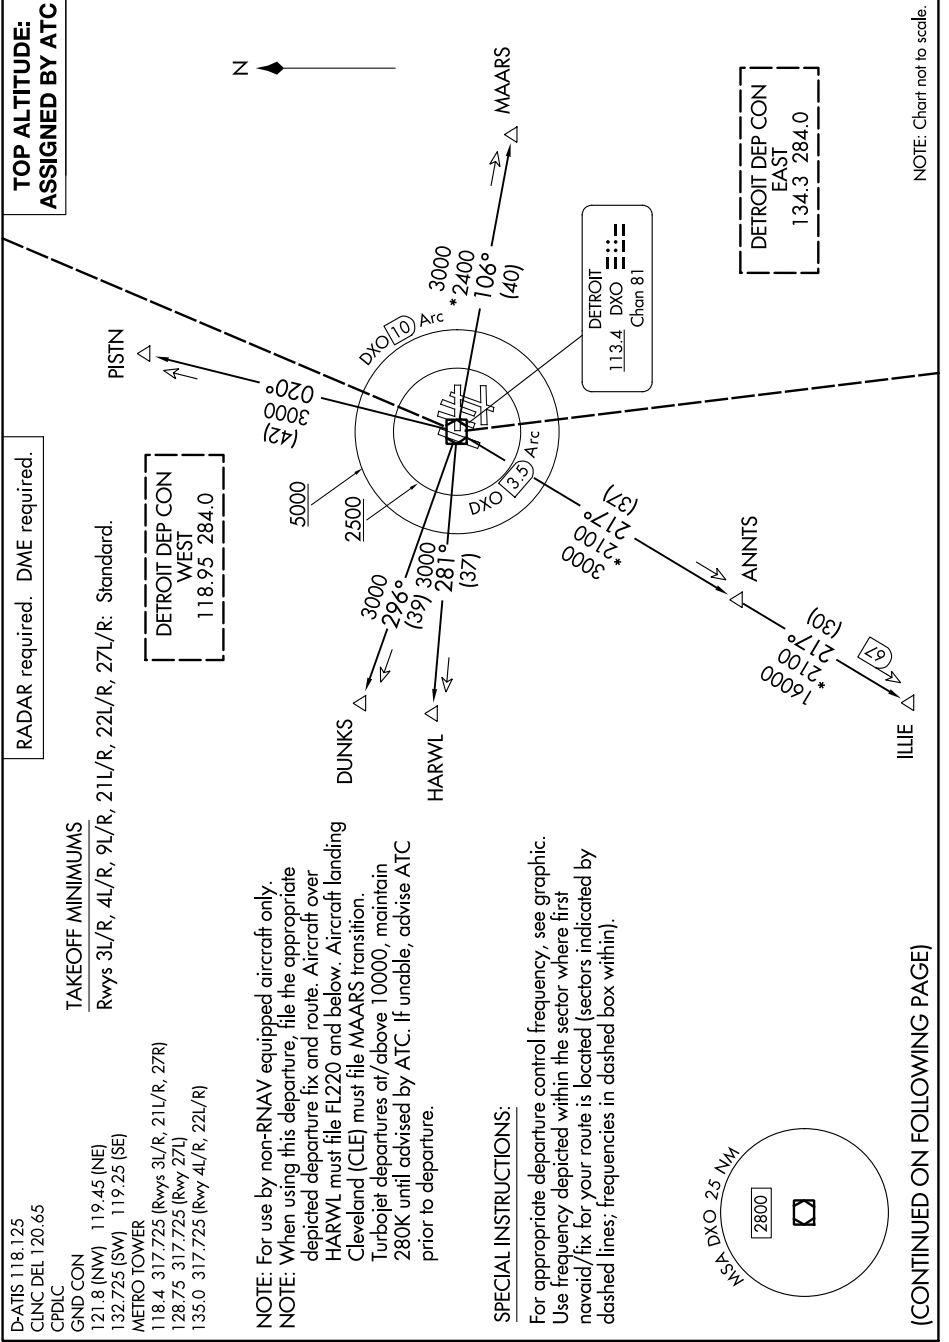 D-ATIS 118.125
CLNC DEL 120.65
CPDLC
GND CON
121.8 (NW) 119.45 (NE)
132.725 (SW) 119.25 (SE)
METRO TOWER
118.4 317.725 (Rwys 3L/R, 21L/R, 27R)
128.75 317.725 (Rwy 27L)
135.0 317.725 (Rwy 4L/R, 22L/R)
RADAR required. DME required.
TOP ALTITUDE:
ASSIGNED BY ATC
TAKEOFF MINIMUMS
Rwys 3L/R, 4L/R, 9L/R, 21L/R, 22L/R, 27L/R: Standard.
DETROIT DEP CON
WEST
118.95 284.0
PISTN
020°
3000
(42)
N
NOTE: For use by non-RNAV equipped aircraft only.
NOTE: When using this departure, file the appropriate
depicted departure fix and route. Aircraft over
HARWL must file FL220 and below. Aircraft landing
Cleveland (CLE) must file MAARS transition.
Turbojet departures at/above 10000, maintain
280K until advised by ATC. If unable, advise ATC
prior to departure.
5000
2500
DXO 10 Arc
DXO 3.5 Arc
DUNKS
3000
296°
(39)
HARWL
3000
281°
(37)
3000
*2400
106°
(40)
MAARS
DETROIT
113.4 DXO
Chan 81
3000
*2100
217°
(37)
ANNTS
16000
*2100
217°
(30)
67
ILLIE
DETROIT DEP CON
EAST
134.3 284.0
SPECIAL INSTRUCTIONS:
For appropriate departure control frequency, see graphic.
Use frequency depicted within the sector where first
navaid/fix for your route is located (sectors indicated by
dashed lines; frequencies in dashed box within).
MSA DXO 25 NM
2800
NOTE: Chart not to scale.
(CONTINUED ON FOLLOWING PAGE)